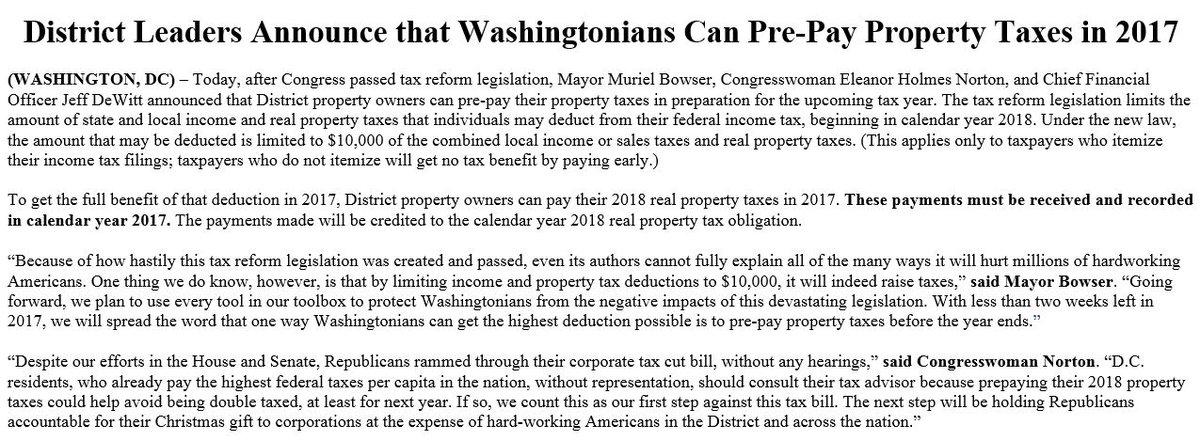 District Leaders Announce that Washingtonians Can Pre-Pay Property Taxes in 2017
(WASHINGTON, DC) – Today, after Congress passed tax reform legislation, Mayor Muriel Bowser, Congresswoman Eleanor Holmes Norton, and Chief Financial
Officer Jeff DeWitt announced that District property owners can pre-pay their property taxes in preparation for the upcoming tax year. The tax reform legislation limits the
amount of state and local income and real property taxes that individuals may deduct from their federal income tax, beginning in calendar year 2018. Under the new law,
the amount that may be deducted is limited to $10,000 of the combined local income or sales taxes and real property taxes. (This applies only to taxpayers who itemize
their income tax filings; taxpayers who do not itemize will get no tax benefit by paying early.)
To get the full benefit of that deduction in 2017, District property owners can pay their 2018 real property taxes in 2017. These payments must be received and recorded
in calendar year 2017. The payments made will be credited to the calendar year 2018 real property tax obligation.
“Because of how hastily this tax reform legislation was created and passed, even its authors cannot fully explain all of the many ways it will hurt millions of hardworking
Americans. One thing we do know, however, is that by limiting income and property tax deductions to $10,000, it will indeed raise taxes,” said Mayor Bowser. “Going
forward, we plan to use every tool in our toolbox to protect Washingtonians from the negative impacts of this devastating legislation. With less than two weeks left in
2017, we will spread the word that one way Washingtonians can get the highest deduction possible is to pre-pay property taxes before the year ends.”
“Despite our efforts in the House and Senate, Republicans rammed through their corporate tax cut bill, without any hearings,” said Congresswoman Norton. “D.C.
residents, who already pay the highest federal taxes per capita in the nation, without representation, should consult their tax advisor because prepaying their 2018 property
taxes could help avoid being double taxed, at least for next year. If so, we count this as our first step against this tax bill. The next step will be holding Republicans
accountable for their Christmas gift to corporations at the expense of hard-working Americans in the District and across the nation.”